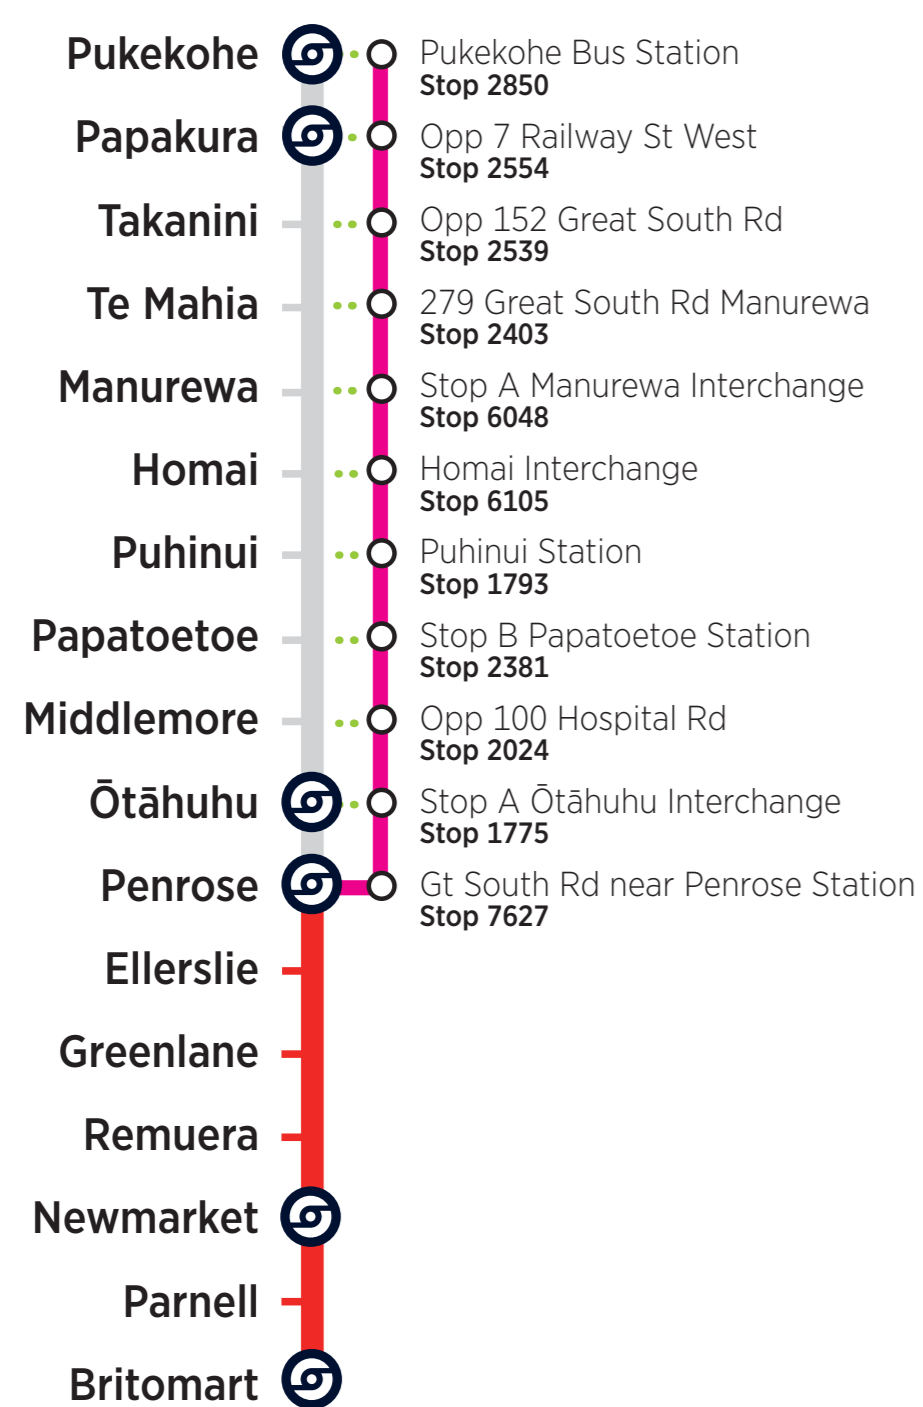 Pukekohe
Pukekohe Bus Station
Stop 2850
Papakura
Opp 7 Railway St West
Stop 2554
Takanini
Opp 152 Great South Rd
Stop 2539
Te Mahia
279 Great South Rd Manurewa
Stop 2403
Manurewa
Stop A Manurewa Interchange
Stop 6048
Homai
Homai Interchange
Stop 6105
Puhinui
Puhinui Station
Stop 1793
Papatoetoe
Stop B Papatoetoe Station
Stop 2381
Middlemore
Opp 100 Hospital Rd
Stop 2024
Ōtāhuhu
Stop A Ōtāhuhu Interchange
Stop 1775
Penrose
Gt South Rd near Penrose Station
Stop 7627
Ellerslie
Greenlane
Remuera
Newmarket
Parnell
Britomart